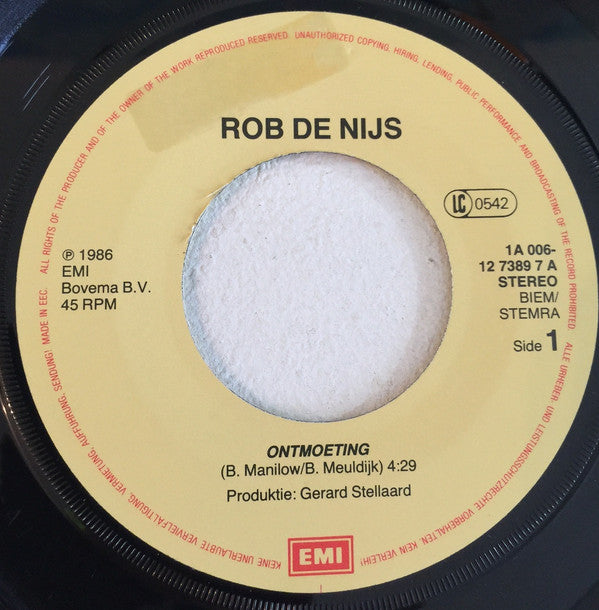 ALL RIGHTS OF THE PRODUCER AND OF THE OWNER OF THE WORK REPRODUCED RESERVED. UNAUTHORIZED COPYING, HIRING, LENDING, PUBLIC PERFORMANCE AND BROADCASTING OF THE RECORD PROHIBITED.
ALLE URHEBER- UND LEISTUNGSSCHUTZRECHTE VORBEHALTEN. KEIN VERLEIH! KEINE UNERLAUBTE VERVIELFÄLTIGUNG, VERMIETUNG, AUFFÜHRUNG, SENDUNG! MADE IN EEC.
ROB DE NIJS
LC 0542
℗ 1986
EMI
Bovema B.V.
45 RPM
1A 006-
12 7389 7 A
STEREO
BIEM/
STEMRA
Side 1
ONTMOETING
(B. Manilow/B. Meuldijk) 4:29
Produktie: Gerard Stellaard
EMI